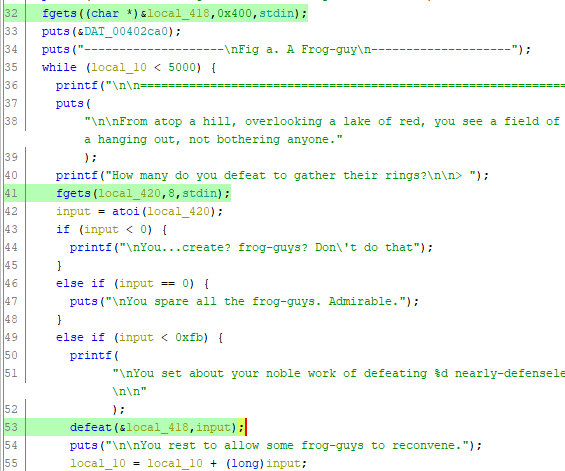 32 fgets((char *)&local_418,0x400,stdin);
33 puts(&DAT_00402ca0);
34 puts("--------------------\nFig a. A Frog-guy\n--------------------");
35 while (local_10 < 5000) {
36 printf("\n\n=============================================================
37 puts(
38 "\n\nFrom atop a hill, overlooking a lake of red, you see a field of
a hanging out, not bothering anyone."
39 );
40 printf("How many do you defeat to gather their rings?\n\n> ");
41 fgets(local_420,8,stdin);
42 input = atoi(local_420);
43 if (input < 0) {
44 printf("\nYou...create? frog-guys? Don\'t do that");
45 }
46 else if (input == 0) {
47 puts("\nYou spare all the frog-guys. Admirable.");
48 }
49 else if (input < 0xfb) {
50 printf(
51 "\nYou set about your noble work of defeating %d nearly-defensele
\n\n"
52 );
53 defeat(&local_418,input);
54 puts("\n\nYou rest to allow some frog-guys to reconvene.");
55 local_10 = local_10 + (long)input;